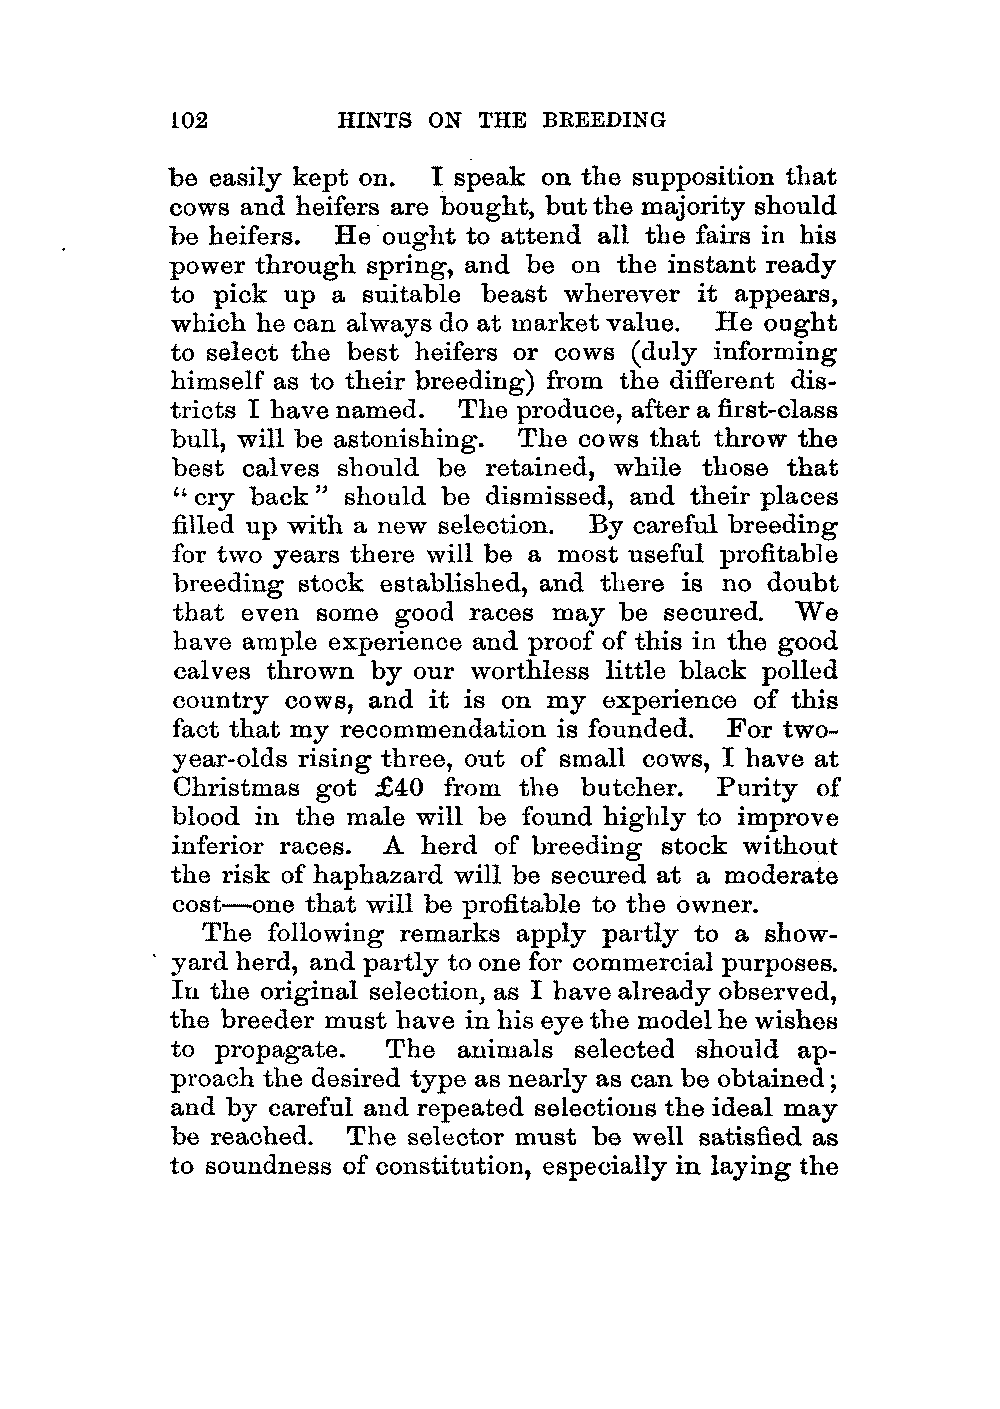 102 HINTS ON THE BREEDING
be easily kept on. I speak on the supposition that
cows and heifers are bought, but the majority should
be heifers. He ought to attend all the fairs in his
power through spring, and be on the instant ready
to pick up a suitable beast wherever it appears,
which he can always do at market value. He ought
to select the best heifers or cows (duly informing
himself as to their breeding) from the different dis-
tricts I have named. The produce, after a first-class
bull, will be astonishing. The cows that throw the
best calves should be retained, while those that
“cry back” should be dismissed, and their places
filled up with a new selection. By careful breeding
for two years there will be a most useful profitable
breeding stock established, and there is no doubt
that even some good races may be secured. We
have ample experience and proof of this in the good
calves thrown by our worthless little black polled
country cows, and it is on my experience of this
fact that my recommendation is founded. For two-
year-olds rising three, out of small cows, I have at
Christmas got £40 from the butcher. Purity of
blood in the male will be found highly to improve
inferior races. A herd of breeding stock without
the risk of haphazard will be secured at a moderate
cost—one that will be profitable to the owner.
The following remarks apply partly to a show-
yard herd, and partly to one for commercial purposes.
In the original selection, as I have already observed,
the breeder must have in his eye the model he wishes
to propagate. The animals selected should ap-
proach the desired type as nearly as can be obtained;
and by careful and repeated selections the ideal may
be reached. The selector must be well satisfied as
to soundness of constitution, especially in laying the